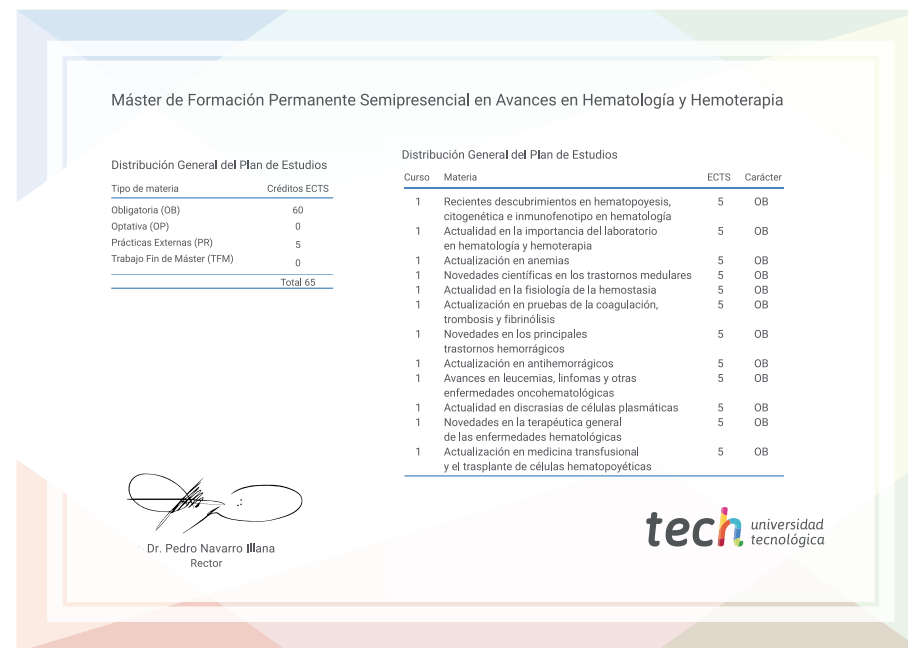 Máster de Formación Permanente Semipresencial en Avances en Hematología y Hemoterapia
Distribución General del Plan de Estudios
Tipo de materia Créditos ECTS
Obligatoria (OB) 60
Optativa (OP) 0
Prácticas Externas (PR) 5
Trabajo Fin de Máster (TFM) 0
Total 65
Distribución General del Plan de Estudios
Curso Materia ECTS Carácter
1 Recientes descubrimientos en hematopoyesis, 5 OB
citogenética e inmunofenotipo en hematología
1 Actualidad en la importancia del laboratorio 5 OB
en hematología y hemoterapia
1 Actualización en anemias 5 OB
1 Novedades científicas en los trastornos medulares 5 OB
1 Actualidad en la fisiología de la hemostasia 5 OB
1 Actualización en pruebas de la coagulación, 5 OB
trombosis y fibrinólisis
1 Novedades en los principales 5 OB
trastornos hemorrágicos
1 Actualización en antihemorrágicos 5 OB
1 Avances en leucemias, linfomas y otras 5 OB
enfermedades oncohematológicas
1 Actualidad en discrasias de células plasmáticas 5 OB
1 Novedades en la terapéutica general 5 OB
de las enfermedades hematológicas
1 Actualización en medicina transfusional 5 OB
y el trasplante de células hematopoyéticas
Dr. Pedro Navarro Illana
Rector
tech universidad
tecnológica